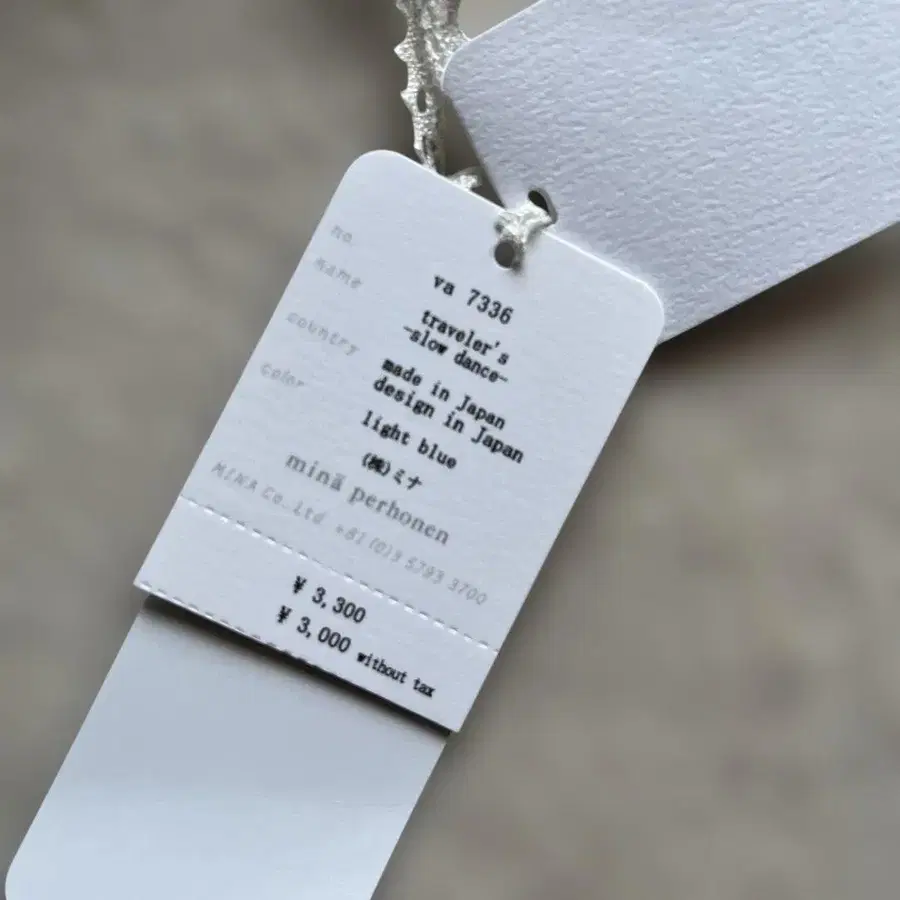 no.
va 7336
name
traveler's
-slow dance-
country
made in Japan
design in Japan
color
light blue
(株)ミナ
minä perhonen
MINA Co., Ltd +81 (0)3 5793 3700
¥ 3,300
¥ 3,000 without tax